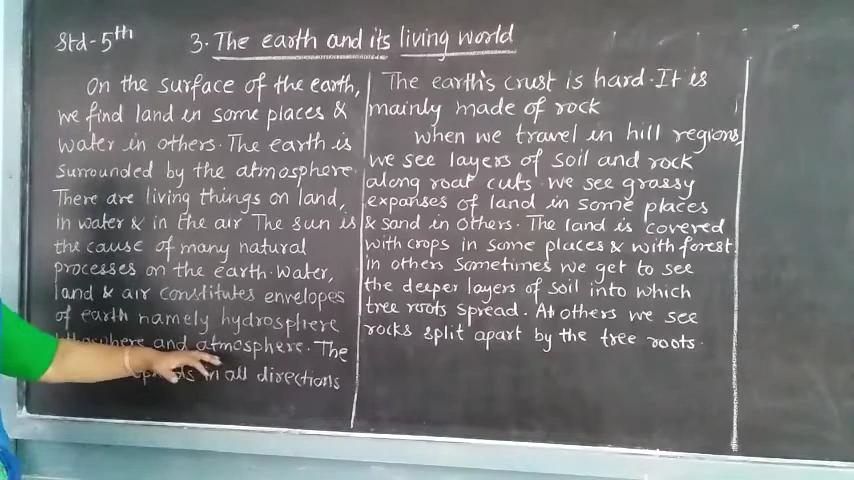 Std-5th
3. The earth and its living world
On the surface of the earth,
we find land in some places &
water in others. The earth is
surrounded by the atmosphere.
There are living things on land,
in water & in the air The sun is
the cause of many natural
processes on the earth. Water,
land & air constitutes envelopes
of earth namely hydrosphere
and atmosphere. The
in all directions
The earth's crust is hard. It is
mainly made of rock
when we travel in hill regions,
we see layers of soil and rock
along road cuts. we see grassy
expanses of land in some places
& sand in others. The land is covered
with crops in some places & with forest
in others sometimes we get to see
the deeper layers of soil into which
tree roots spread. At others we see
rocks split apart by the tree roots.